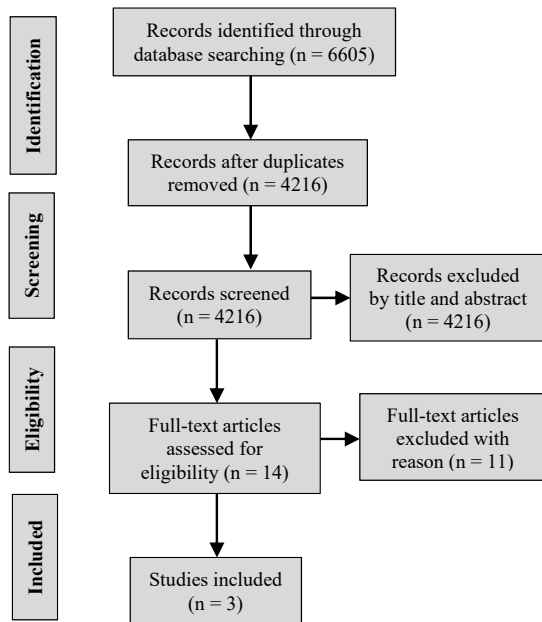 Identification
Records identified through
database searching (n = 6605)
Records after duplicates
removed (n = 4216)
Screening
Records screened
(n = 4216)
Records excluded
by title and abstract
(n = 4216)
Eligibility
Full-text articles
assessed for
eligibility (n = 14)
Full-text articles
excluded with
reason (n = 11)
Included
Studies included
(n = 3)